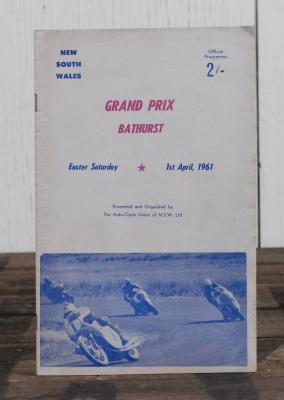 NEW
SOUTH
WALES
Official
Programme
2/-
GRAND PRIX
BATHURST
Easter Saturday ★ 1st April, 1961
Promoted and Organised by
The Auto-Cycle Union of N.S.W. Ltd